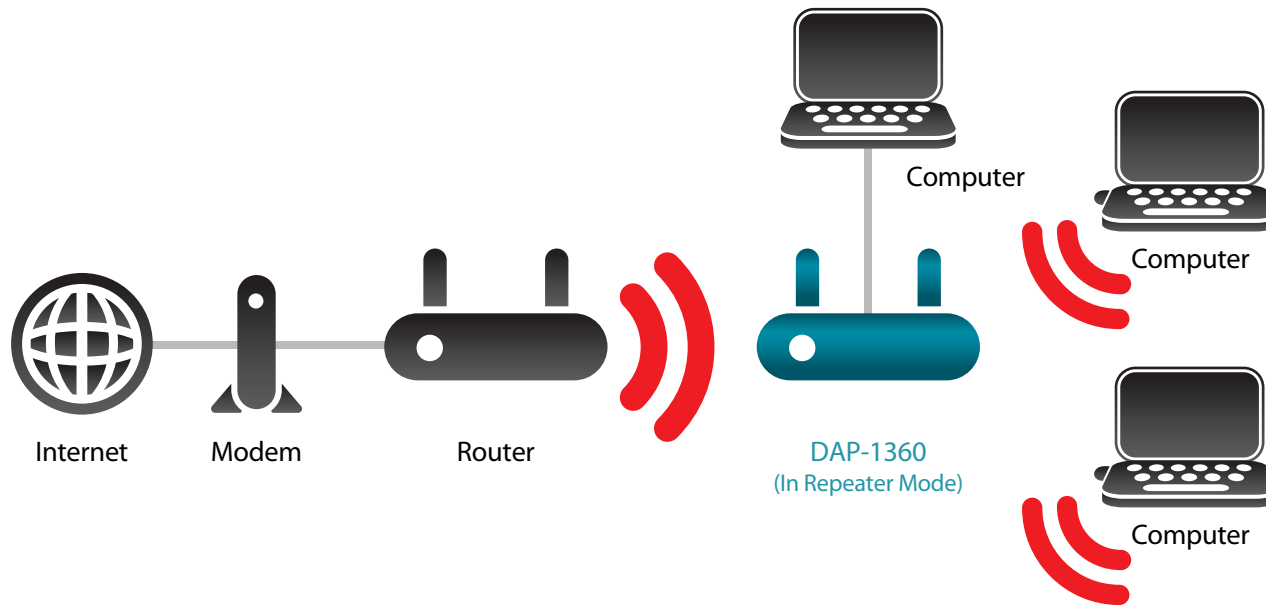 Computer
Computer
Internet
Modem
Router
DAP-1360
(In Repeater Mode)
Computer